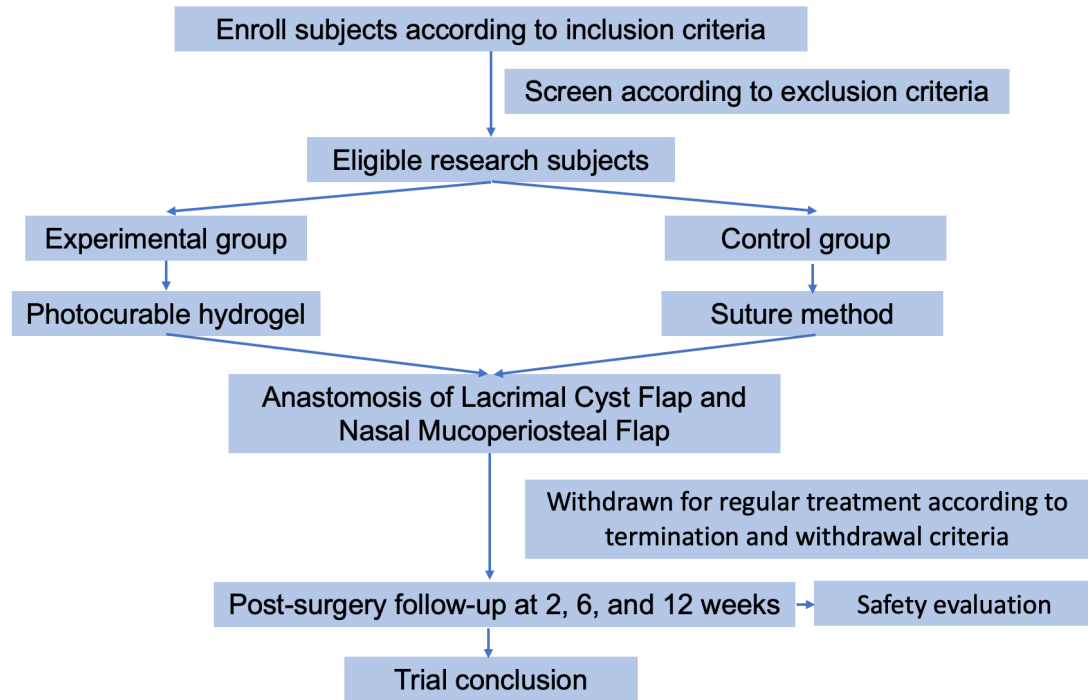 Enroll subjects according to inclusion criteria
Screen according to exclusion criteria
Eligible research subjects
Experimental group
Control group
Photocurable hydrogel
Suture method
Anastomosis of Lacrimal Cyst Flap and
Nasal Mucoperiosteal Flap
Withdrawn for regular treatment according to
termination and withdrawal criteria
Post-surgery follow-up at 2, 6, and 12 weeks
Safety evaluation
Trial conclusion